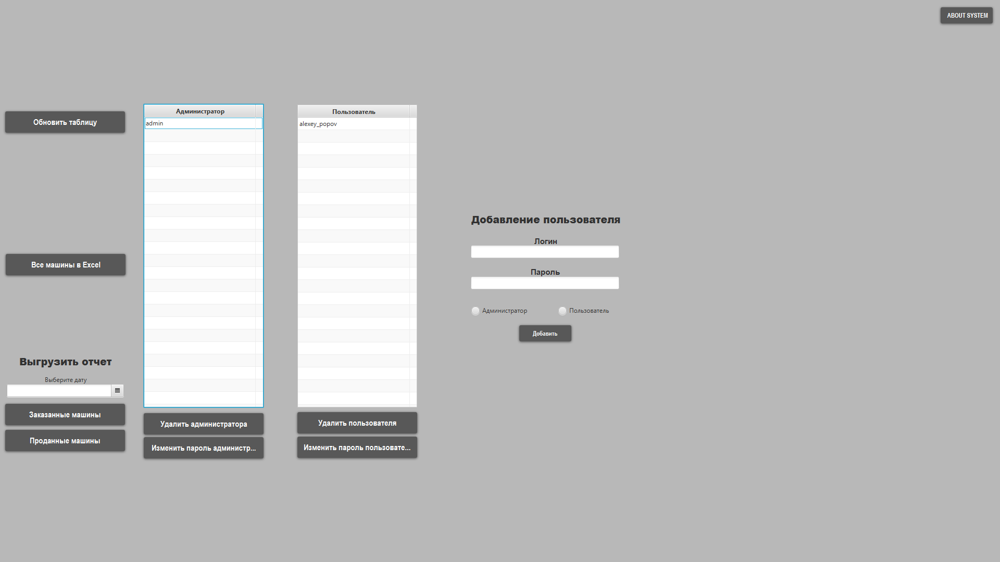 ABOUT SYSTEM
Обновить таблицу
Все машины в Excel
Выгрузить отчет
Выберите дату
Заказанные машины
Проданные машины
Администратор
admin
Удалить администратора
Изменить пароль администр...
Пользователь
alexey_popov
Удалить пользователя
Изменить пароль пользовате...
Добавление пользователя
Логин
Пароль
Администратор
Пользователь
Добавить